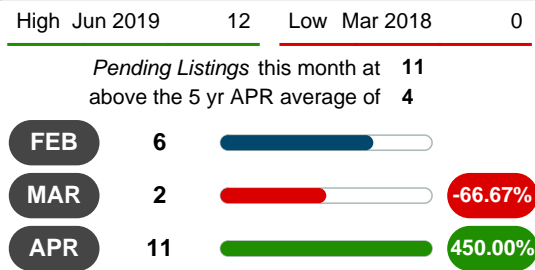 High Jun 2019 12 Low Mar 2018 0
Pending Listings this month at 11
above the 5 yr APR average of 4
FEB 6
MAR 2 -66.67%
APR 11 450.00%